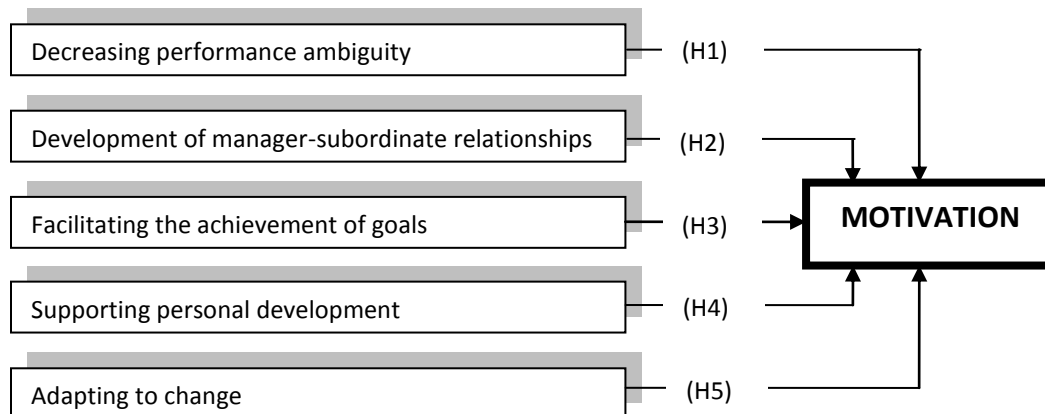 Decreasing performance ambiguity (H1)
Development of manager-subordinate relationships (H2)
Facilitating the achievement of goals (H3)
MOTIVATION
Supporting personal development (H4)
Adapting to change (H5)